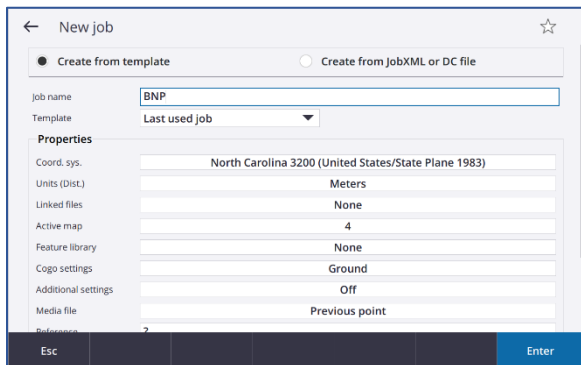 New job
Create from template Create from JobXML or DC file
Job name BNP
Template Last used job
Properties
Coord. sys. North Carolina 3200 (United States/State Plane 1983)
Units (Dist.) Meters
Linked files None
Active map 4
Feature library None
Cogo settings Ground
Additional settings Off
Media file Previous point
Reference ?
Esc Enter